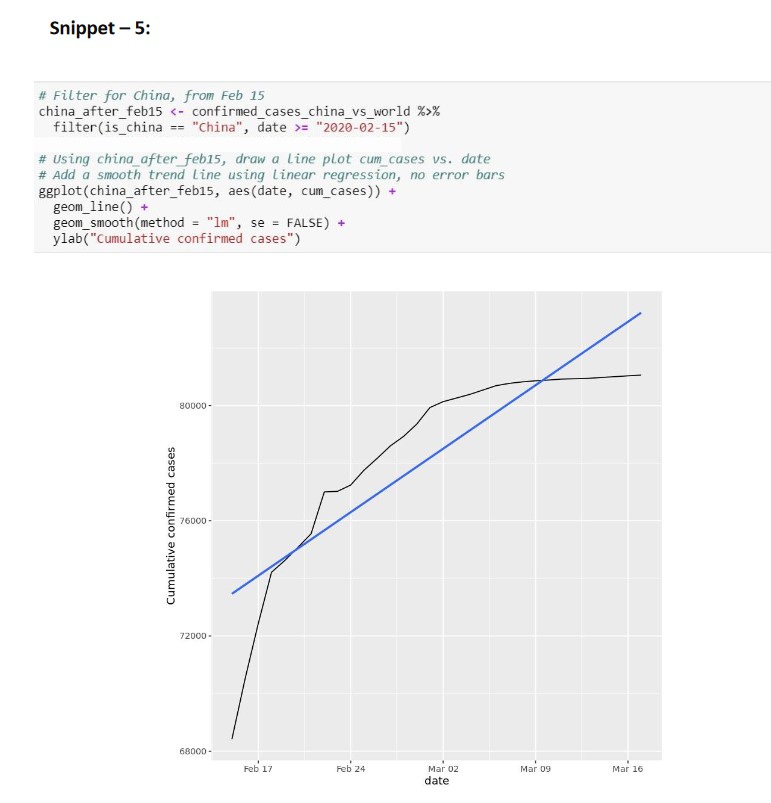 Snippet – 5:
# Filter for China, from Feb 15
china_after_feb15 <- confirmed_cases_china_vs_world %>%
  filter(is_china == "China", date >= "2020-02-15")
# Using china_after_feb15, draw a line plot cum_cases vs. date
# Add a smooth trend line using linear regression, no error bars
ggplot(china_after_feb15, aes(date, cum_cases)) +
  geom_line() +
  geom_smooth(method = "lm", se = FALSE) +
  ylab("Cumulative confirmed cases")
Cumulative confirmed cases
80000
76000
72000
68000
Feb 17 Feb 24 Mar 02 Mar 09 Mar 16
date